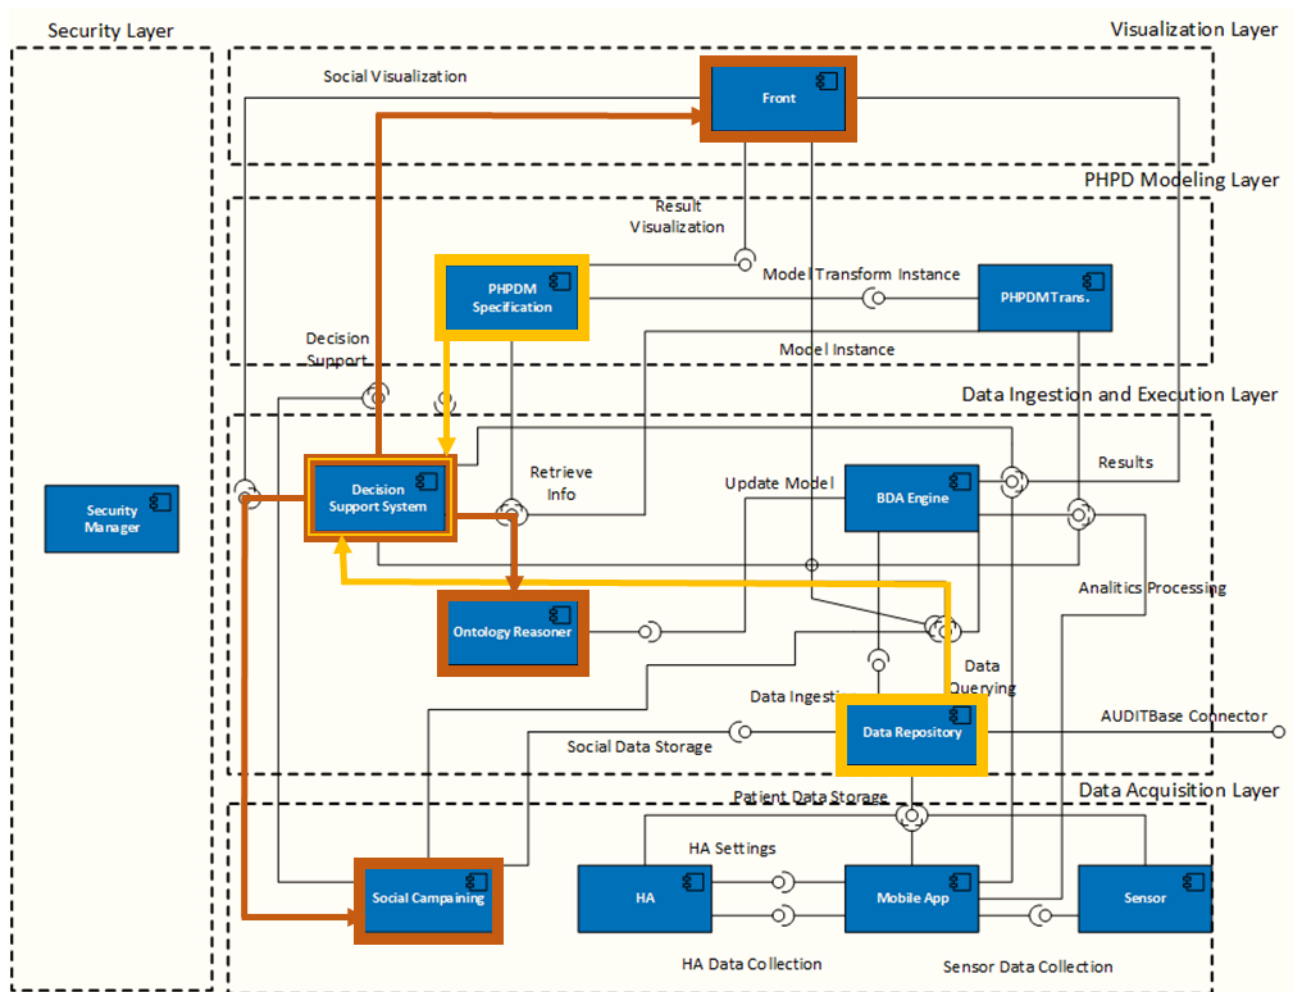 Security Layer
Visualization Layer
Social Visualization
Front
PHPD Modeling Layer
Result
Visualization
Model Transform Instance
PHPDM
Specification
PHPDMTrans.
Decision
Support
Model Instance
Data Ingestion and Execution Layer
Decision
Support System
Retrieve
Info
Update Model
BDA Engine
Results
Security
Manager
Analitics Processing
Ontology Reasoner
Data
Querying
Data Ingestion
Data Repository
AUDITBase Connector
Social Data Storage
Patient Data Storage
Data Acquisition Layer
HA Settings
Social Campaining
HA
Mobile App
Sensor
HA Data Collection
Sensor Data Collection